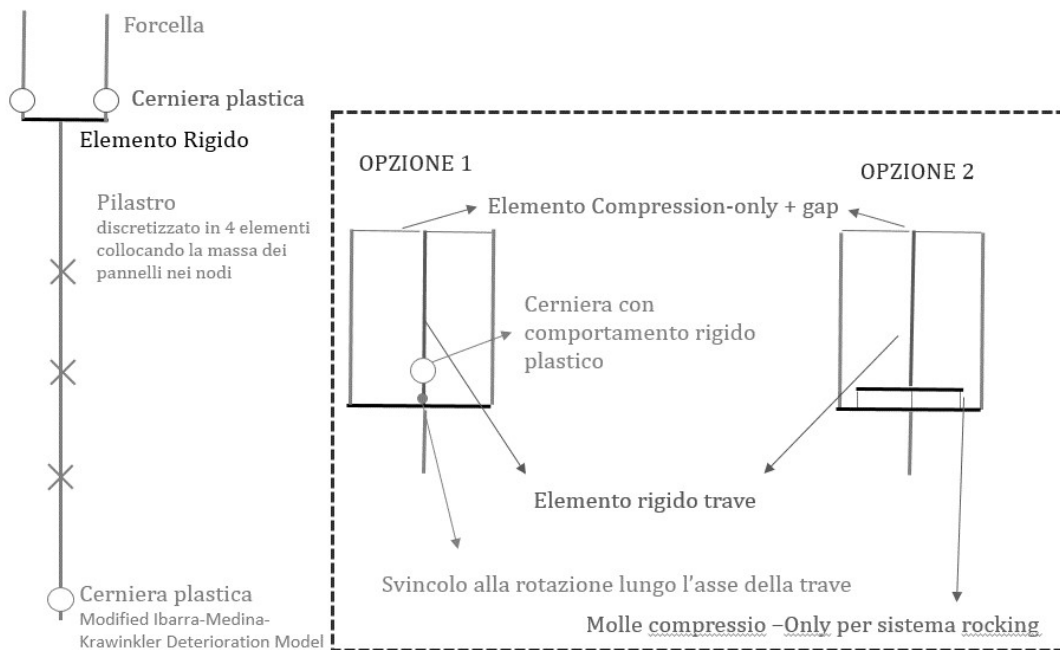 Forcella
Cerniera plastica
Elemento Rigido
Pilastro
discretizzato in 4 elementi
collocando la massa dei
pannelli nei nodi
Cerniera plastica
Modified Ibarra-Medina-
Krawinkler Deterioration Model
OPZIONE 1
OPZIONE 2
Elemento Compression-only + gap
Cerniera con
comportamento rigido
plastico
Elemento rigido trave
Svincolo alla rotazione lungo l'asse della trave
Molle compressio –Only per sistema rocking